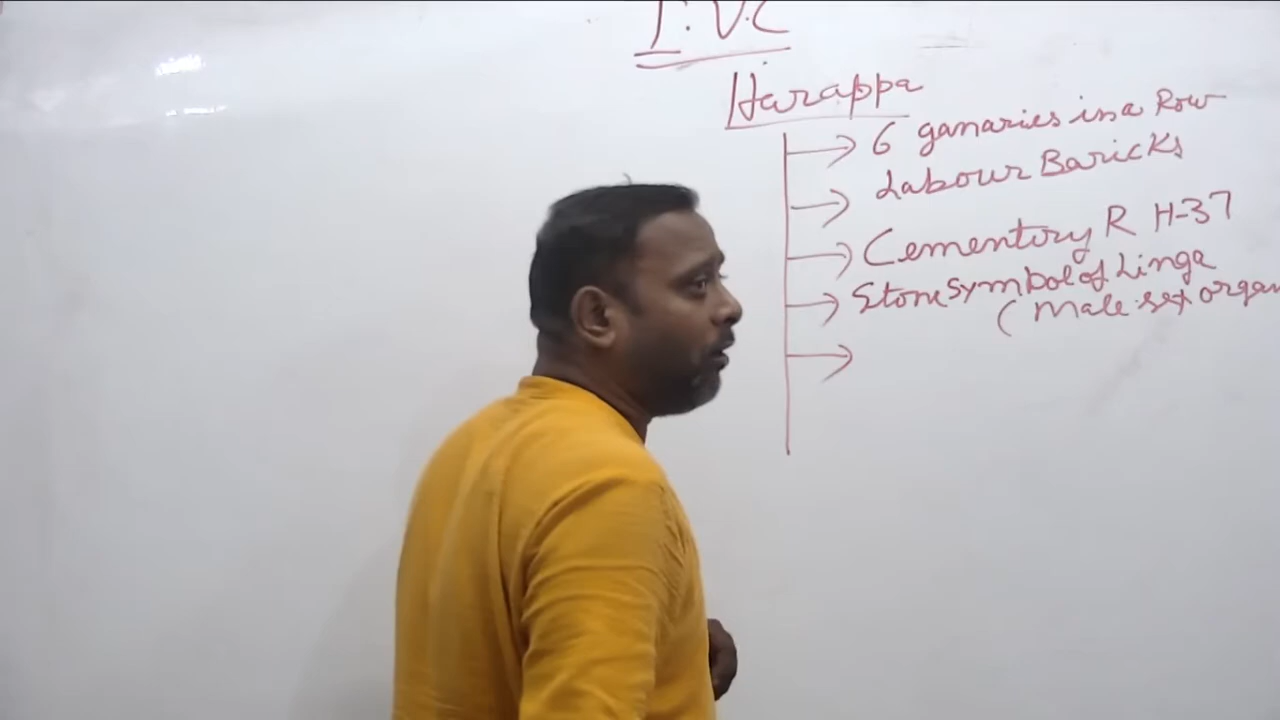 I.V.C
Harappa
6 ganaries in a Row
Labour Baricks
Cementory R H-37
Stone Symbol of Linga
( Male sex organ